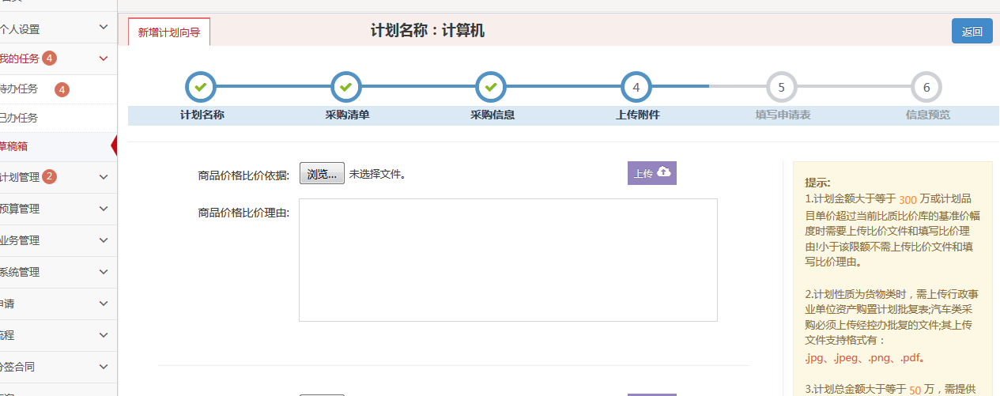 个人设置
我的任务 4
待办任务 4
已办任务
草稿箱
计划管理 2
预算管理
业务管理
系统管理
申请
流程
签合同
新增计划向导
计划名称：计算机
返回
4
5
6
计划名称
采购清单
采购信息
上传附件
填写申请表
信息预览
商品价格比价依据:
浏览... 未选择文件。
上传
商品价格比价理由:
提示:
1.计划金额大于等于 300 万或计划品
目单价超过当前比质比价库的基准价幅
度时需要上传比价文件和填写比价理
由!小于该限额不需上传比价文件和填
写比价理由。
2.计划性质为货物类时，需上传行政事
业单位资产购置计划批复表;汽车类采
购必须上传经控办批复的文件;其上传
文件支持格式有：
.jpg、.jpeg、.png、.pdf。
3.计划总金额大于等于 50 万，需提供